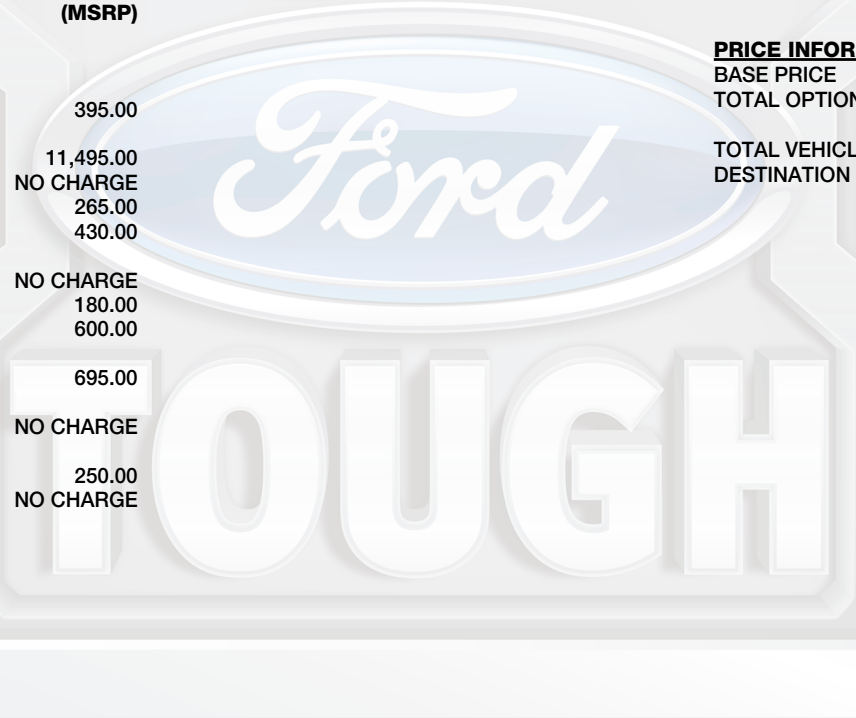 (MSRP)
395.00
11,495.00
NO CHARGE
265.00
430.00
NO CHARGE
180.00
600.00
695.00
NO CHARGE
250.00
NO CHARGE
PRICE INFOR
BASE PRICE
TOTAL OPTION
TOTAL VEHICL
DESTINATION
Ford
TOUGH